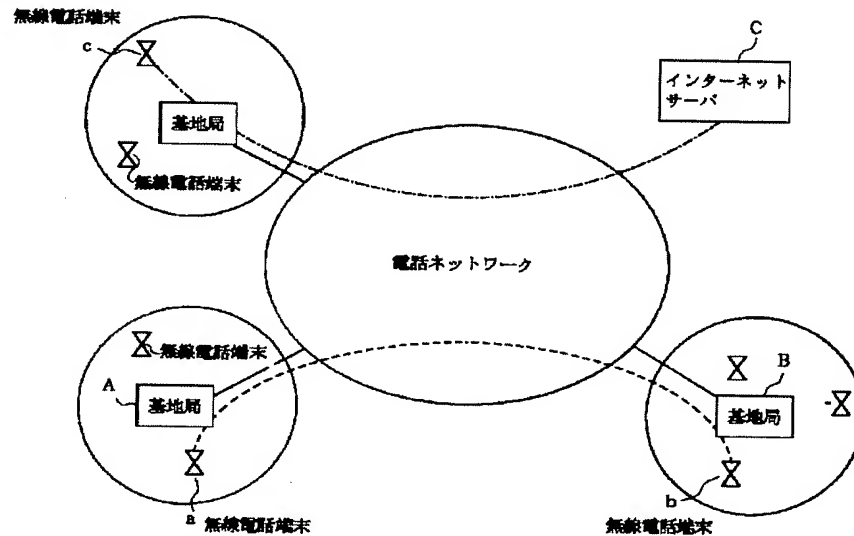 無線電話端末
c
基地局
無線電話端末
C
インターネット
サーバ
電話ネットワーク
無線電話端末
A
基地局
a
無線電話端末
B
基地局
b
無線電話端末